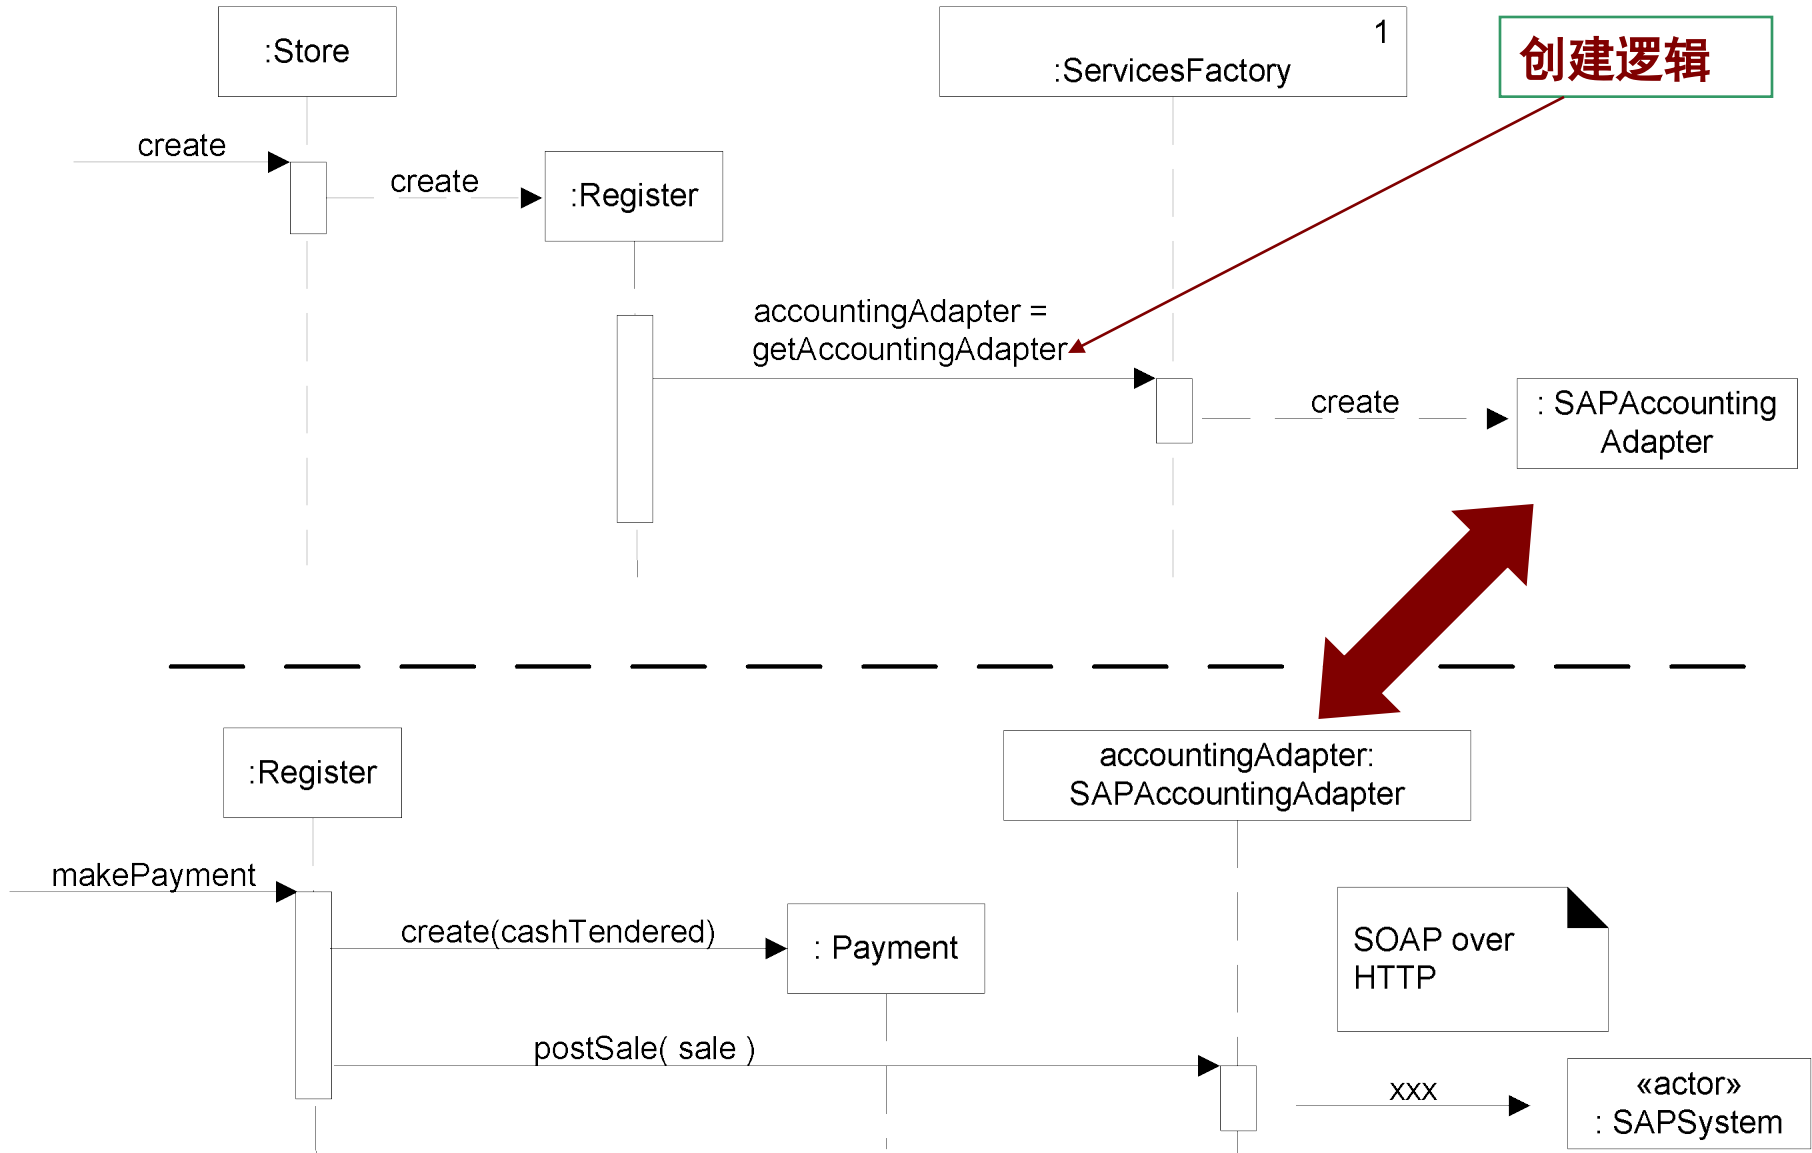 :Store
1
:ServicesFactory
创建逻辑
create
create
:Register
accountingAdapter =
getAccountingAdapter
create
: SAPAccounting
Adapter
:Register
accountingAdapter:
SAPAccountingAdapter
makePayment
create(cashTendered)
: Payment
SOAP over
HTTP
postSale( sale )
xxx
«actor»
: SAPSystem